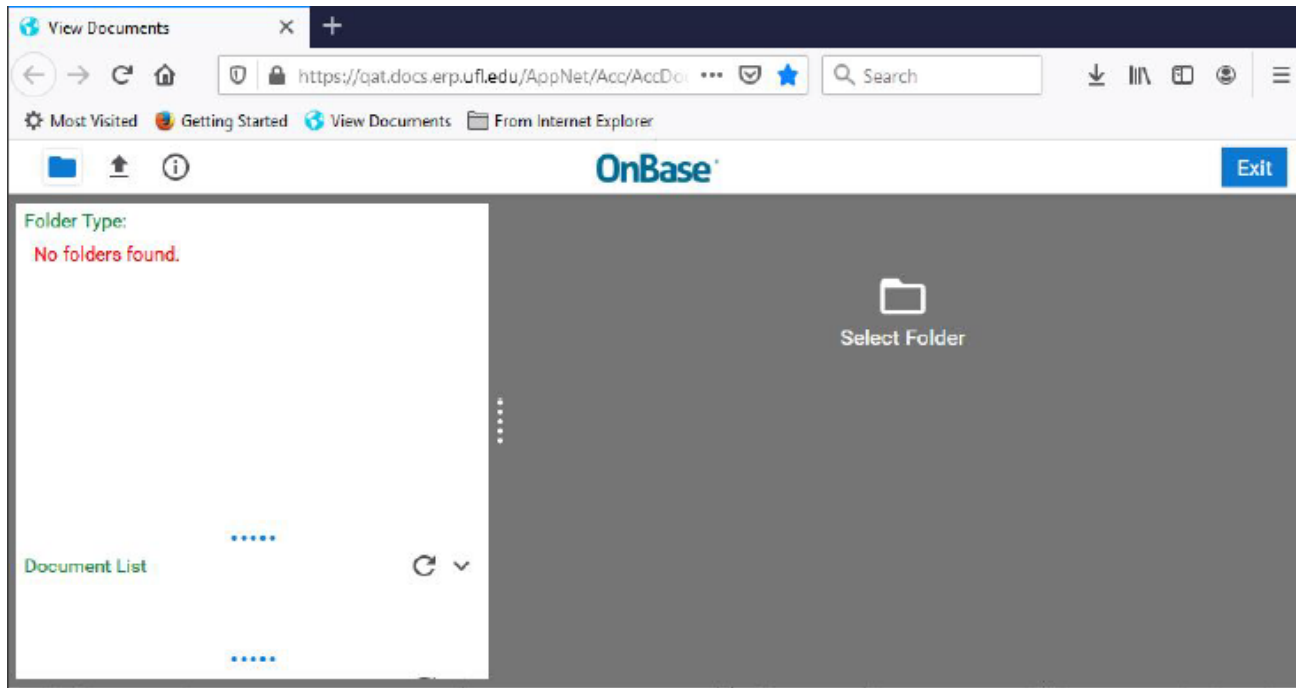 View Documents
https://qat.docs.erp.ufl.edu/AppNet/Acc/AccDo
Search
Most Visited Getting Started View Documents From Internet Explorer
OnBase
Exit
Folder Type:
No folders found.
Select Folder
Document List